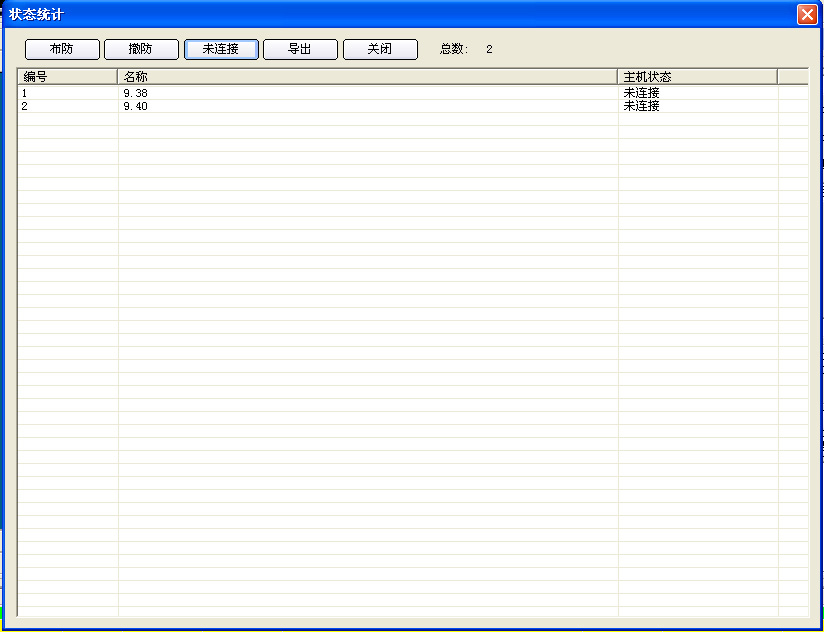 状态统计
布防 撤防 未连接 导出 关闭 总数: 2
编号 名称 主机状态
1 9.38 未连接
2 9.40 未连接